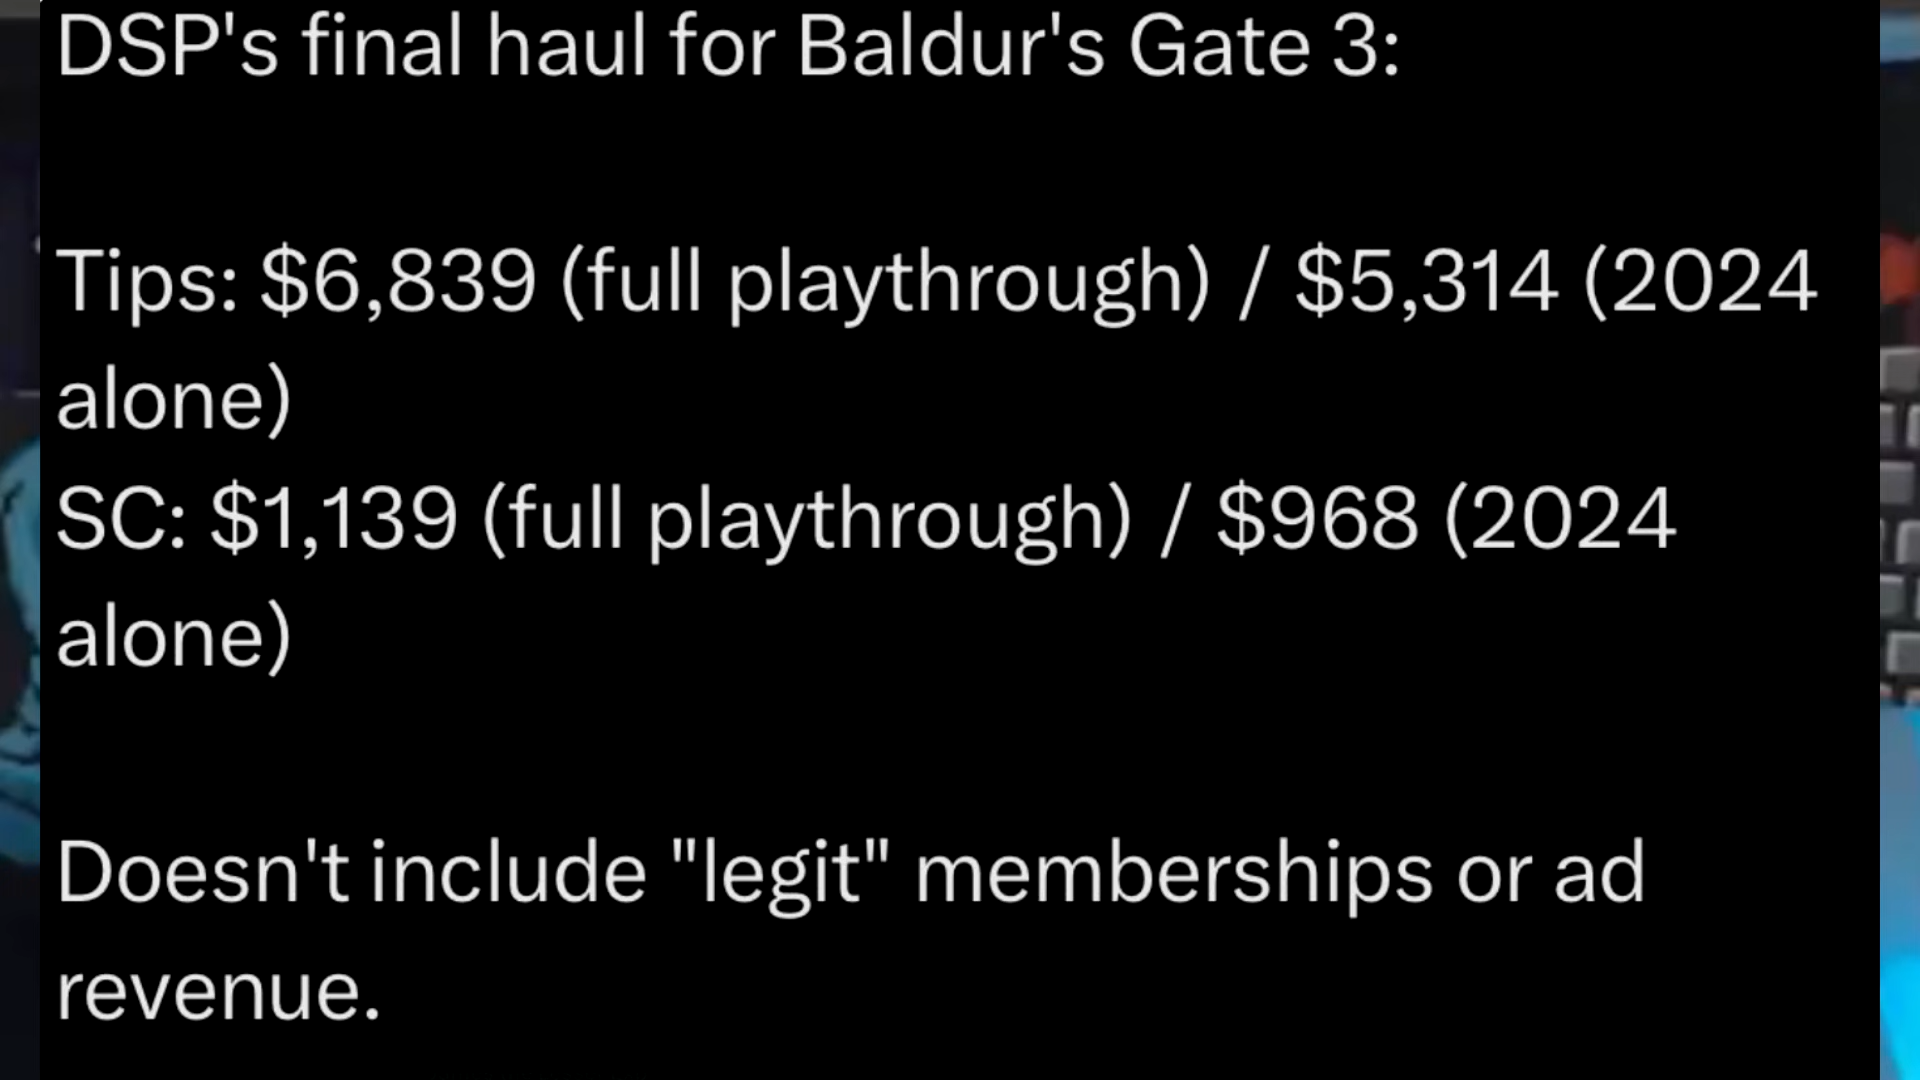 DSP's final haul for Baldur's Gate 3:
Tips: $6,839 (full playthrough) / $5,314 (2024
alone)
SC: $1,139 (full playthrough) / $968 (2024
alone)
Doesn't include "legit" memberships or ad
revenue.